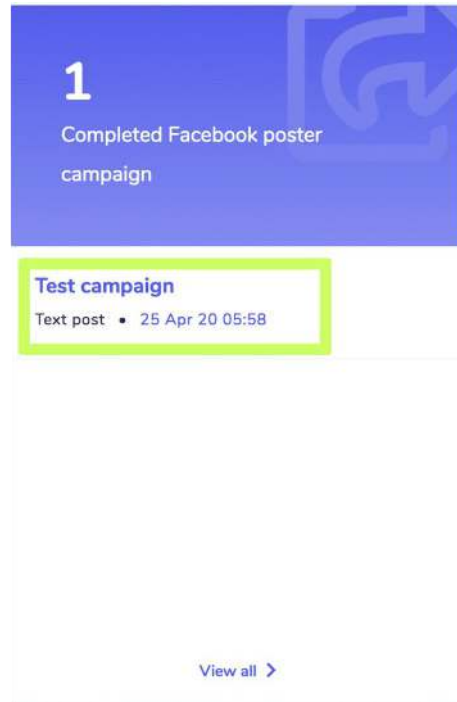 1
Completed Facebook poster
campaign
Test campaign
Text post • 25 Apr 20 05:58
View all >